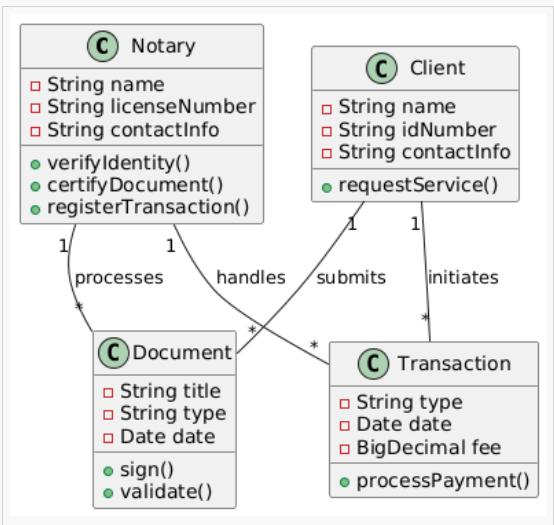 C Notary
String name
String licenseNumber
String contactInfo
verifyIdentity()
certifyDocument()
registerTransaction()
C Client
String name
String idNumber
String contactInfo
requestService()
1
1
1
1
processes
handles
submits
initiates
*
*
*
*
C Document
String title
String type
Date date
sign()
validate()
C Transaction
String type
Date date
BigDecimal fee
processPayment()